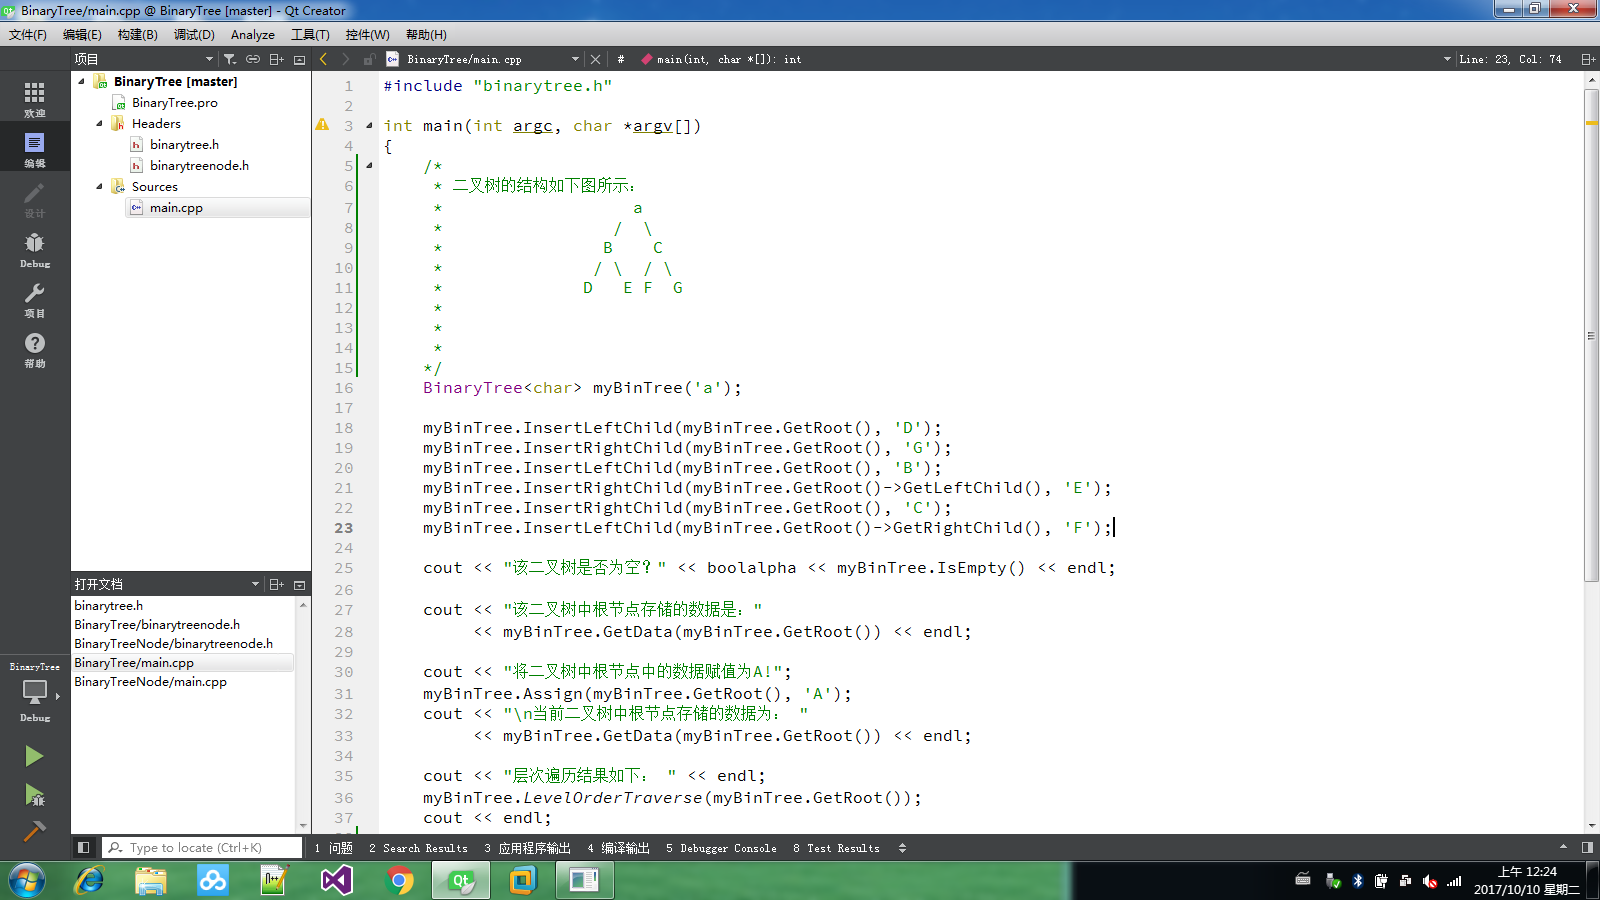 BinaryTree/main.cpp @ BinaryTree [master] - Qt Creator
文件(F) 编辑(E) 构建(B) 调试(D) Analyze 工具(T) 控件(W) 帮助(H)
项目
BinaryTree/main.cpp
#
main(int, char *[]): int
Line: 23, Col: 74
欢迎
编辑
设计
Debug
项目
帮助
BinaryTree
Debug
BinaryTree [master]
BinaryTree.pro
Headers
binarytree.h
binarytreenode.h
Sources
main.cpp
打开文档
binarytree.h
BinaryTree/binarytreenode.h
BinaryTreeNode/binarytreenode.h
BinaryTree/main.cpp
BinaryTreeNode/main.cpp
1 #include "binarytree.h"
2
3 int main(int argc, char *argv[])
4 {
5 /*
6 * 二叉树的结构如下图所示:
7 * a
8 * / \
9 * B C
10 * / \ / \
11 * D E F G
12 *
13 *
14 *
15 */
16 BinaryTree<char> myBinTree('a');
17
18 myBinTree.InsertLeftChild(myBinTree.GetRoot(), 'D');
19 myBinTree.InsertRightChild(myBinTree.GetRoot(), 'G');
20 myBinTree.InsertLeftChild(myBinTree.GetRoot(), 'B');
21 myBinTree.InsertRightChild(myBinTree.GetRoot()->GetLeftChild(), 'E');
22 myBinTree.InsertRightChild(myBinTree.GetRoot(), 'C');
23 myBinTree.InsertLeftChild(myBinTree.GetRoot()->GetRightChild(), 'F');
24
25 cout << "该二叉树是否为空？" << boolalpha << myBinTree.IsEmpty() << endl;
26
27 cout << "该二叉树中根节点存储的数据是："
28 << myBinTree.GetData(myBinTree.GetRoot()) << endl;
29
30 cout << "将二叉树中根节点中的数据赋值为A!";
31 myBinTree.Assign(myBinTree.GetRoot(), 'A');
32 cout << "\n当前二叉树中根节点存储的数据为： "
33 << myBinTree.GetData(myBinTree.GetRoot()) << endl;
34
35 cout << "层次遍历结果如下： " << endl;
36 myBinTree.LevelOrderTraverse(myBinTree.GetRoot());
37 cout << endl;
Type to locate (Ctrl+K)
1 问题 2 Search Results 3 应用程序输出 4 编译输出 5 Debugger Console 8 Test Results
上午 12:24
2017/10/10 星期二